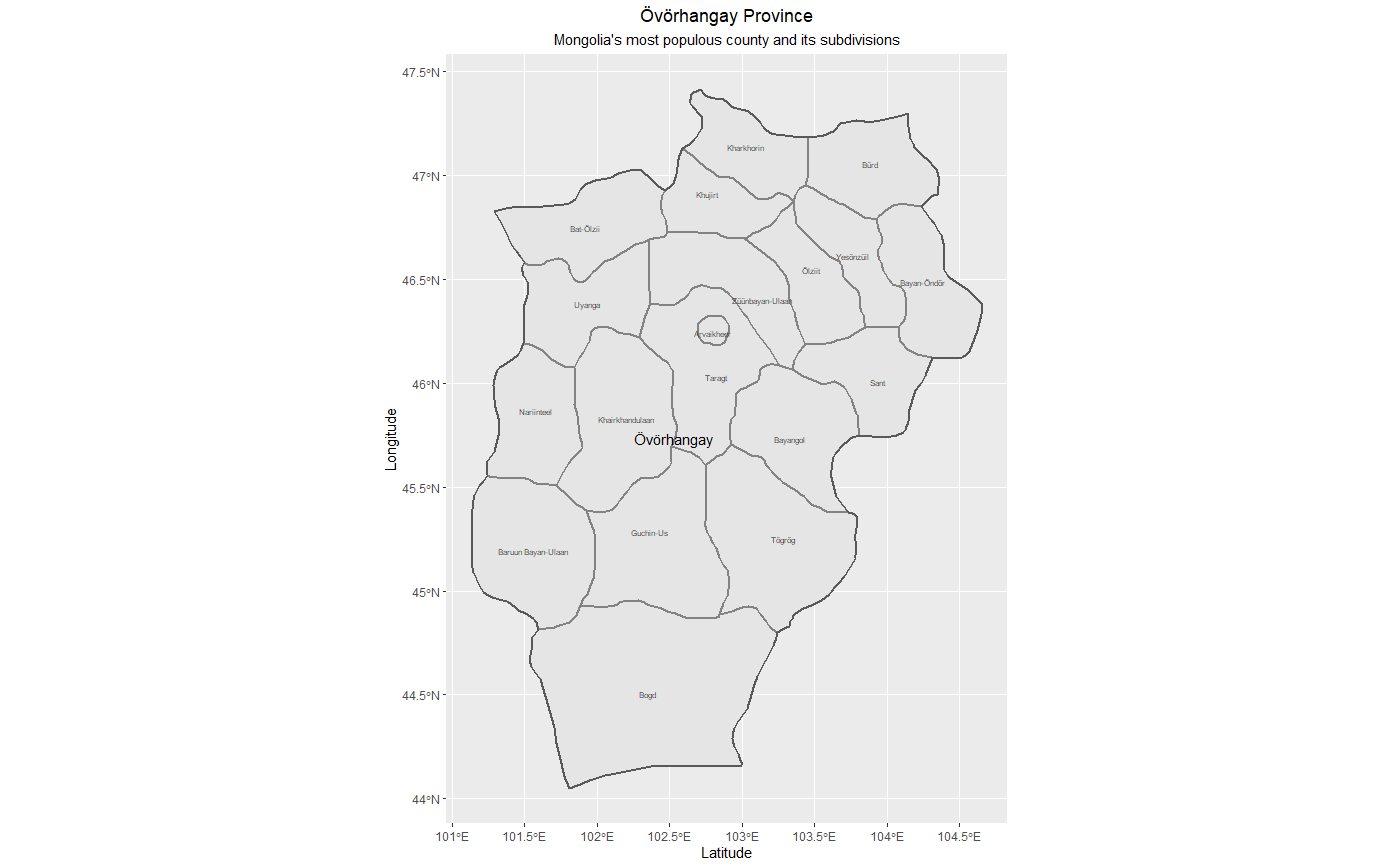 Övörhangay Province
Mongolia's most populous county and its subdivisions
47.5°N
47°N
46.5°N
46°N
45.5°N
45°N
44.5°N
44°N
Longitude
Kharkhorin
Bürd
Khujirt
Bat-Ölzii
Yesönzüil
Ölziit
Bayan-Öndör
Zuünbayan-Ulaan
Uyanga
Arvaikheer
Taragt
Sant
Nariinteel
Khairkhandulaan
Övörhangay
Bayangol
Guchin-Us
Tögrög
Baruun Bayan-Ulaan
Bogd
101°E
101.5°E
102°E
102.5°E
103°E
103.5°E
104°E
104.5°E
Latitude